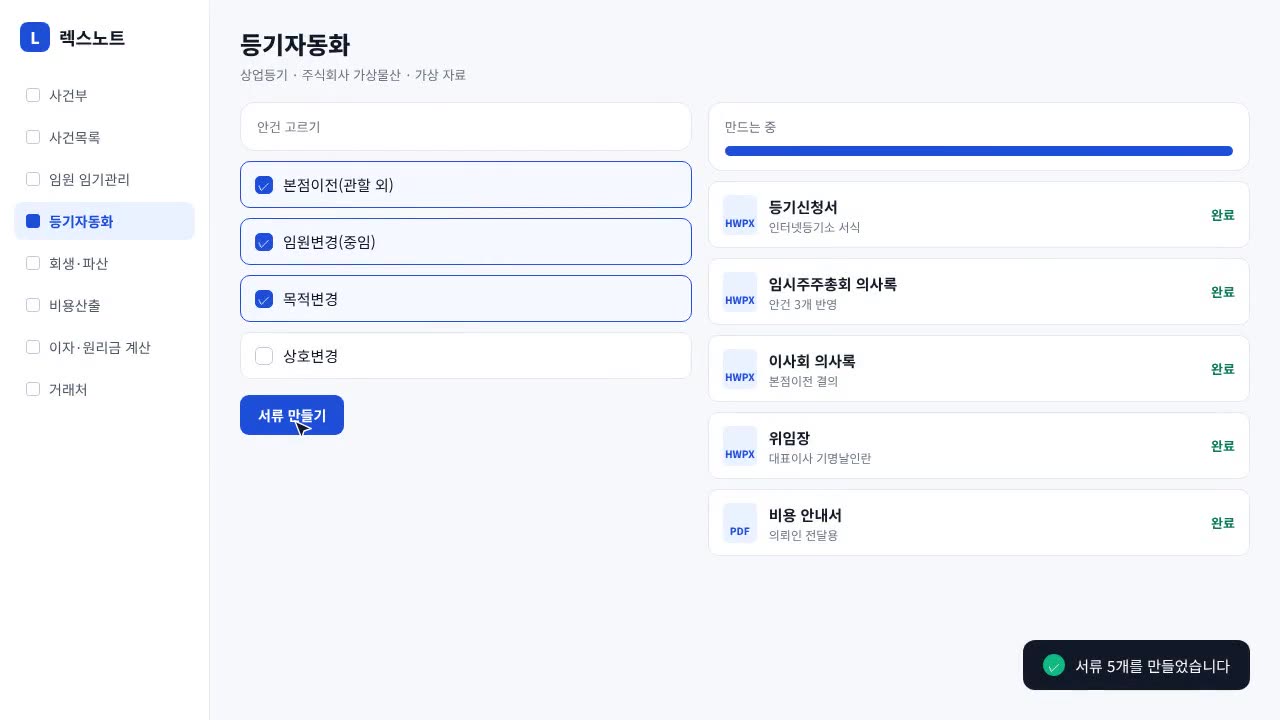 L 렉스노트
사건부
사건목록
임원 임기관리
등기자동화
회생·파산
비용산출
이자·원리금 계산
거래처
등기자동화
상업등기 · 주식회사 가상물산 · 가상 자료
안건 고르기
본점이전(관할 외)
임원변경(중임)
목적변경
상호변경
서류 만들기
만드는 중
HWPX
등기신청서
인터넷등기소 서식
완료
HWPX
임시주주총회 의사록
안건 3개 반영
완료
HWPX
이사회 의사록
본점이전 결의
완료
HWPX
위임장
대표이사 기명날인란
완료
PDF
비용 안내서
의뢰인 전달용
완료
서류 5개를 만들었습니다